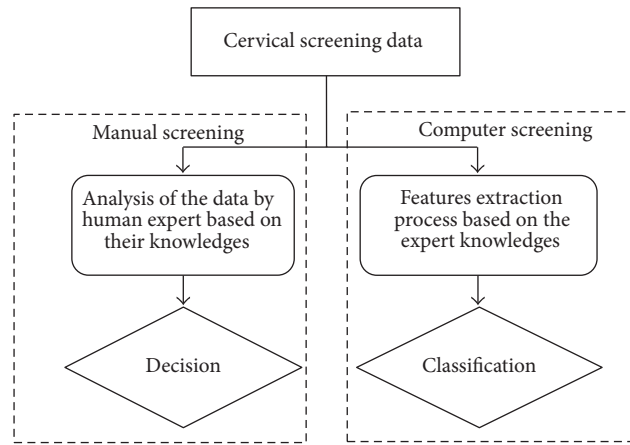 Cervical screening data
Manual screening
Computer screening
Analysis of the data by
human expert based on
their knowledges
Features extraction
process based on the
expert knowledges
Decision
Classification